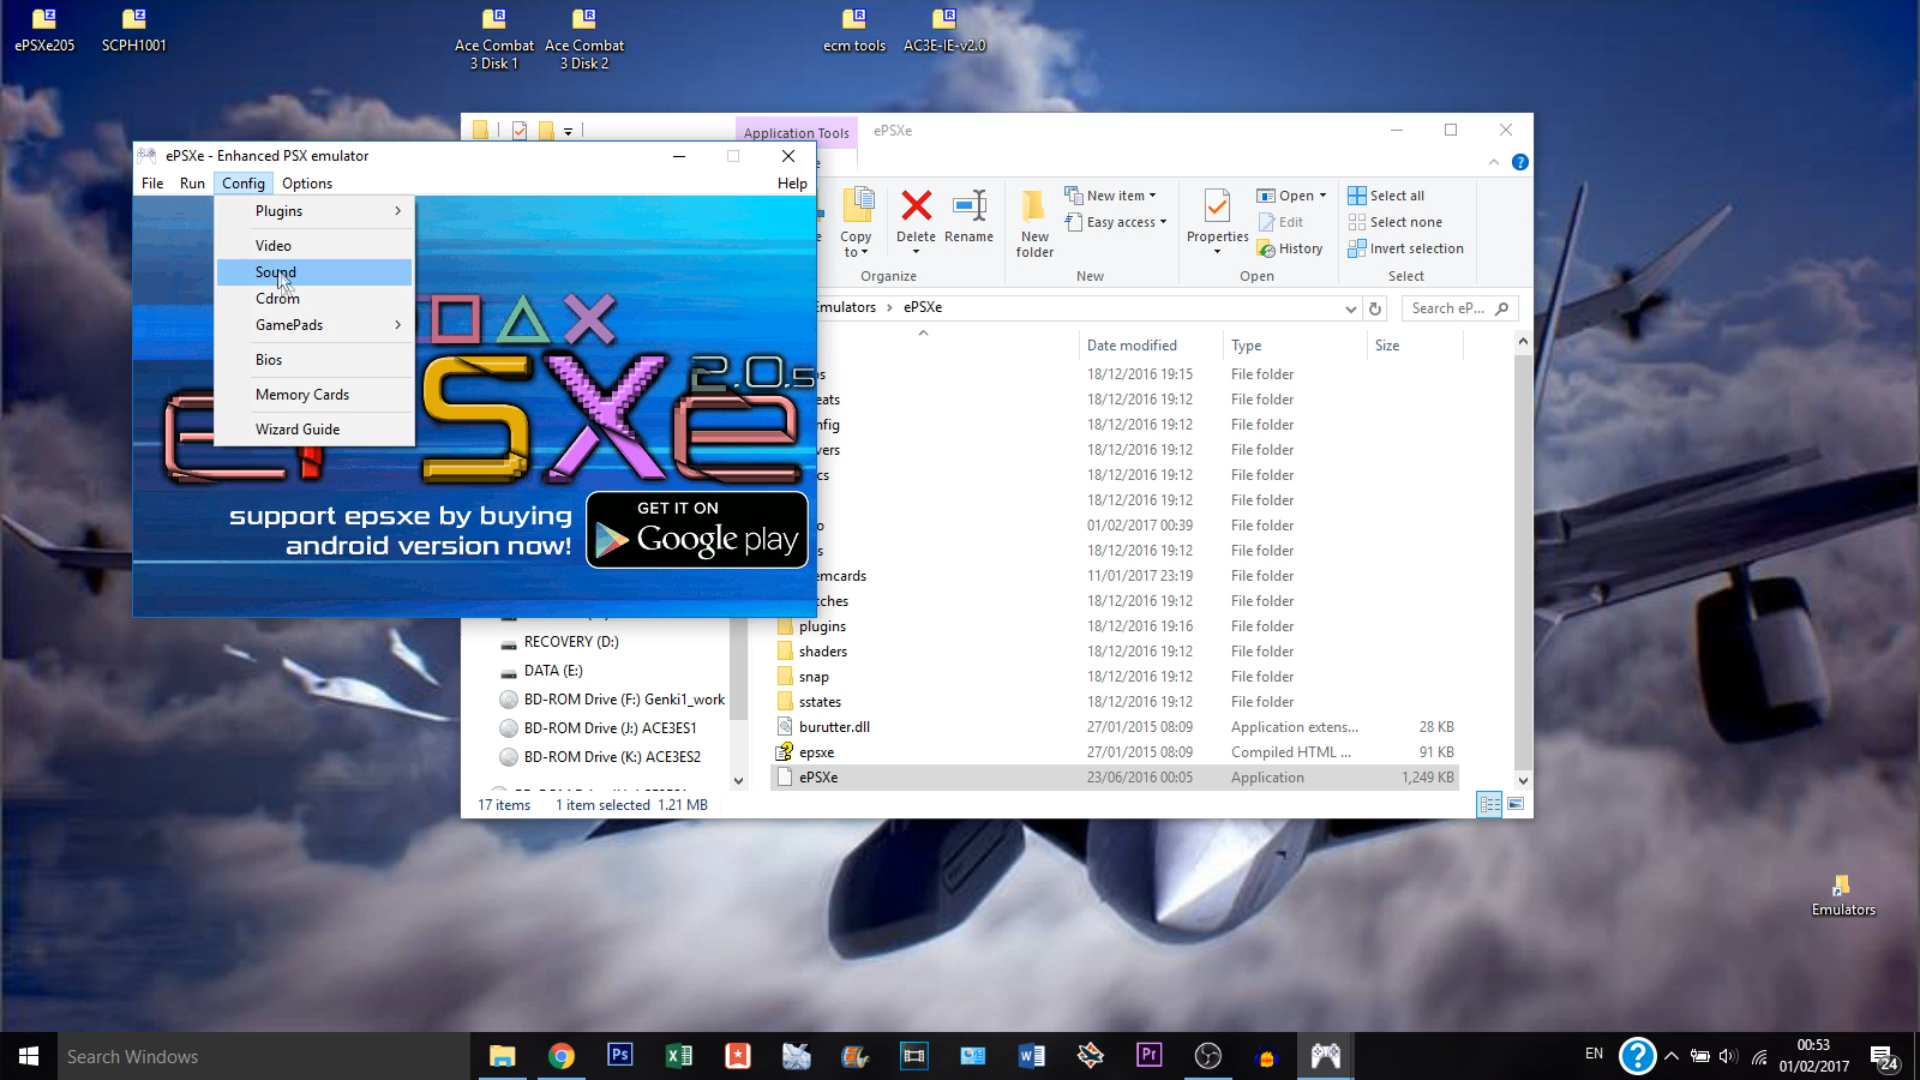 ePSXe205
SCPH1001
Ace Combat
3 Disk 1
Ace Combat
3 Disk 2
ecm tools
AC3E-IE-v2.0
Application Tools
ePSXe
ePSXe - Enhanced PSX emulator
File
Run
Config
Options
Help
Plugins
Video
Sound
Cdrom
GamePads
Bios
Memory Cards
Wizard Guide
2.0.5
ePSXe
support epsxe by buying
android version now!
GET IT ON
Google play
Copy
to
Delete
Rename
Organize
New
folder
New item
Easy access
New
Properties
Open
Edit
History
Open
Select all
Select none
Invert selection
Select
Emulators
ePSXe
Search eP...
Date modified
Type
Size
18/12/2016 19:15
File folder
eats
18/12/2016 19:12
File folder
nfig
18/12/2016 19:12
File folder
vers
18/12/2016 19:12
File folder
cs
18/12/2016 19:12
File folder
18/12/2016 19:12
File folder
o
01/02/2017 00:39
File folder
s
18/12/2016 19:12
File folder
emcards
11/01/2017 23:19
File folder
tches
18/12/2016 19:12
File folder
plugins
18/12/2016 19:16
File folder
shaders
18/12/2016 19:12
File folder
snap
18/12/2016 19:12
File folder
sstates
18/12/2016 19:12
File folder
burutter.dll
27/01/2015 08:09
Application extens...
28 KB
epsxe
27/01/2015 08:09
Compiled HTML ...
91 KB
ePSXe
23/06/2016 00:05
Application
1,249 KB
RECOVERY (D:)
DATA (E:)
BD-ROM Drive (F:) Genki1_work
BD-ROM Drive (J:) ACE3ES1
BD-ROM Drive (K:) ACE3ES2
17 items
1 item selected 1.21 MB
Emulators
Search Windows
Ps
Pr
EN
00:53
01/02/2017
24